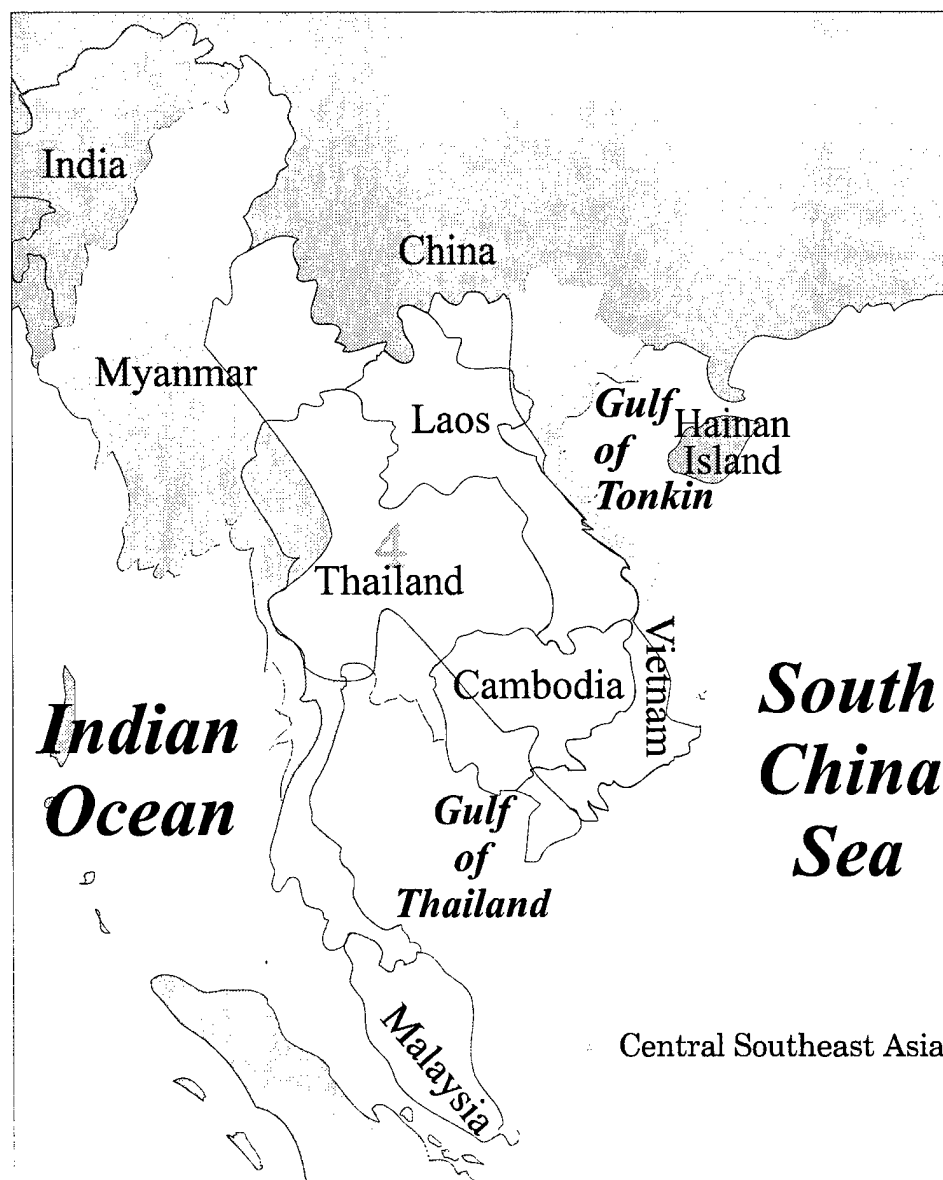 India
China
Myanmar
Laos
Gulf
of
Tonkin
Hainan
Island
4
Thailand
Vietnam
Cambodia
South
China
Sea
Indian
Ocean
Gulf
of
Thailand
Malaysia
Central Southeast Asia